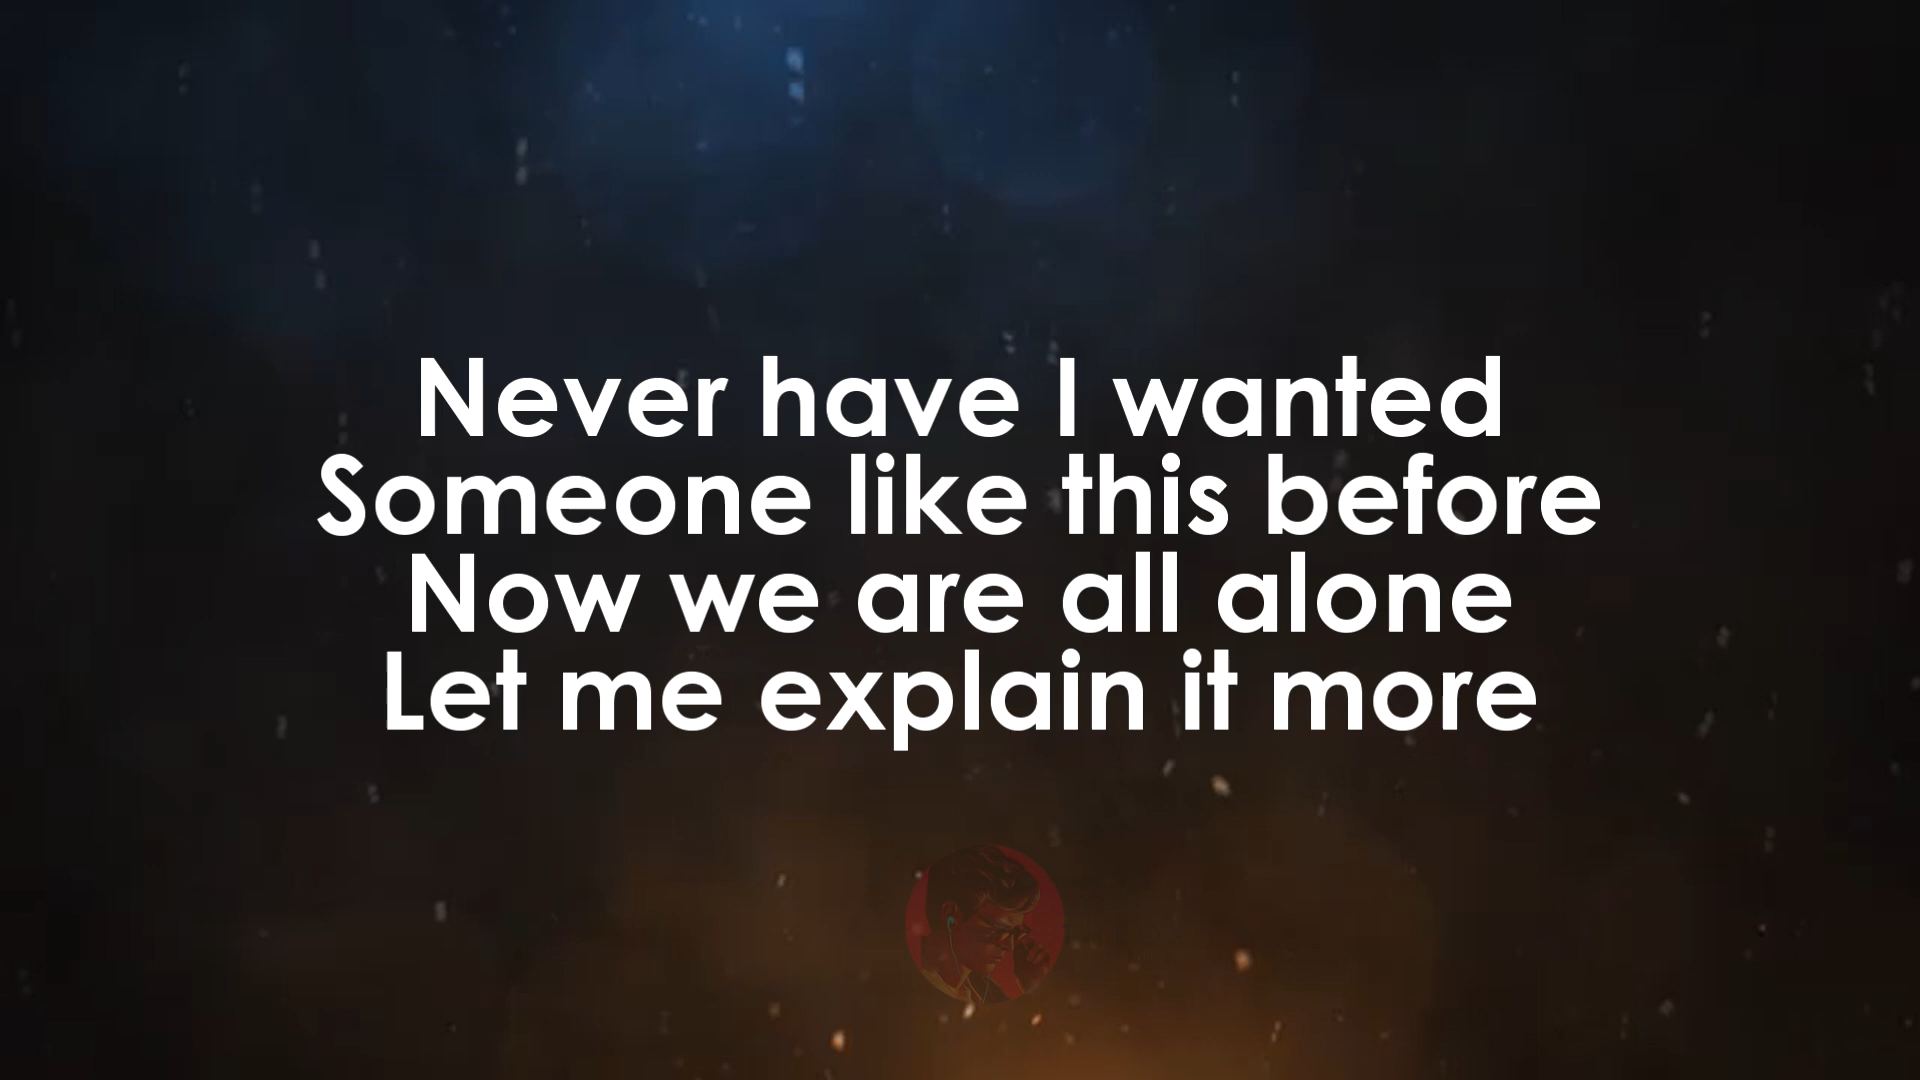 Never have I wanted
Someone like this before
Now we are all alone
Let me explain it more